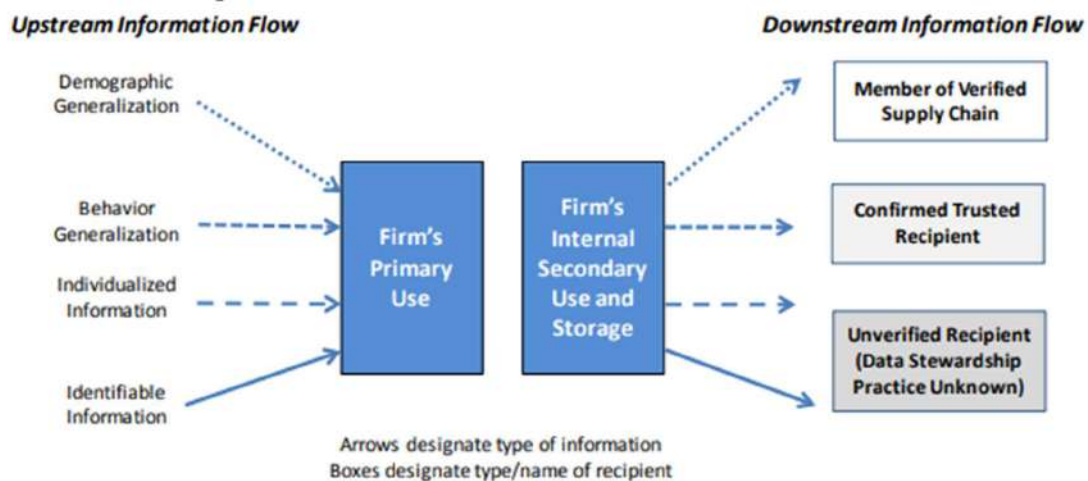 Upstream Information Flow
Downstream Information Flow
Demographic
Generalization
Behavior
Generalization
Individualized
Information
Identifiable
Information
Firm's
Primary
Use
Firm's
Internal
Secondary
Use and
Storage
Member of Verified
Supply Chain
Confirmed Trusted
Recipient
Unverified Recipient
(Data Stewardship
Practice Unknown)
Arrows designate type of information
Boxes designate type/name of recipient